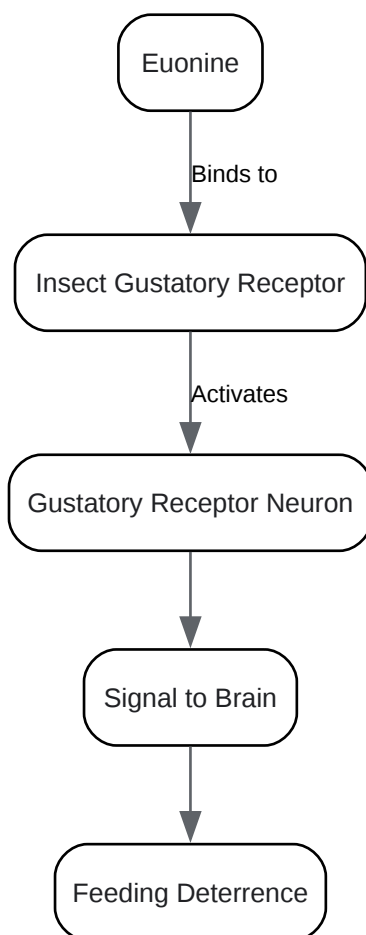 Euonine
Binds to
Insect Gustatory Receptor
Activates
Gustatory Receptor Neuron
Signal to Brain
Feeding Deterrence